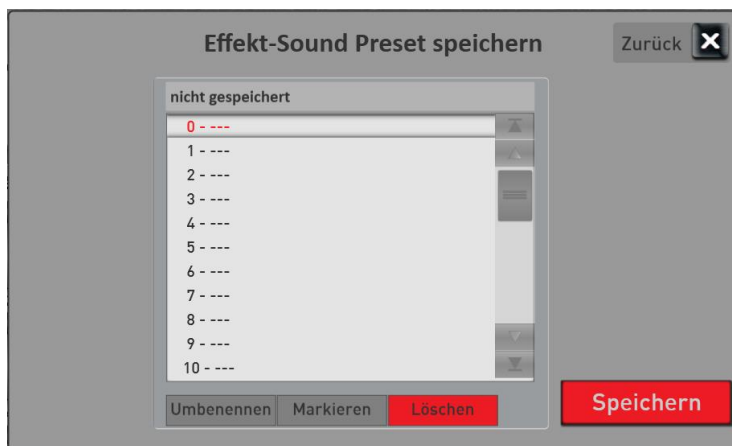 Effekt-Sound Preset speichern
Zurück
nicht gespeichert
0 - ---
1 - ---
2 - ---
3 - ---
4 - ---
5 - ---
6 - ---
7 - ---
8 - ---
9 - ---
10 - ---
Umbenennen Markieren Löschen
Speichern